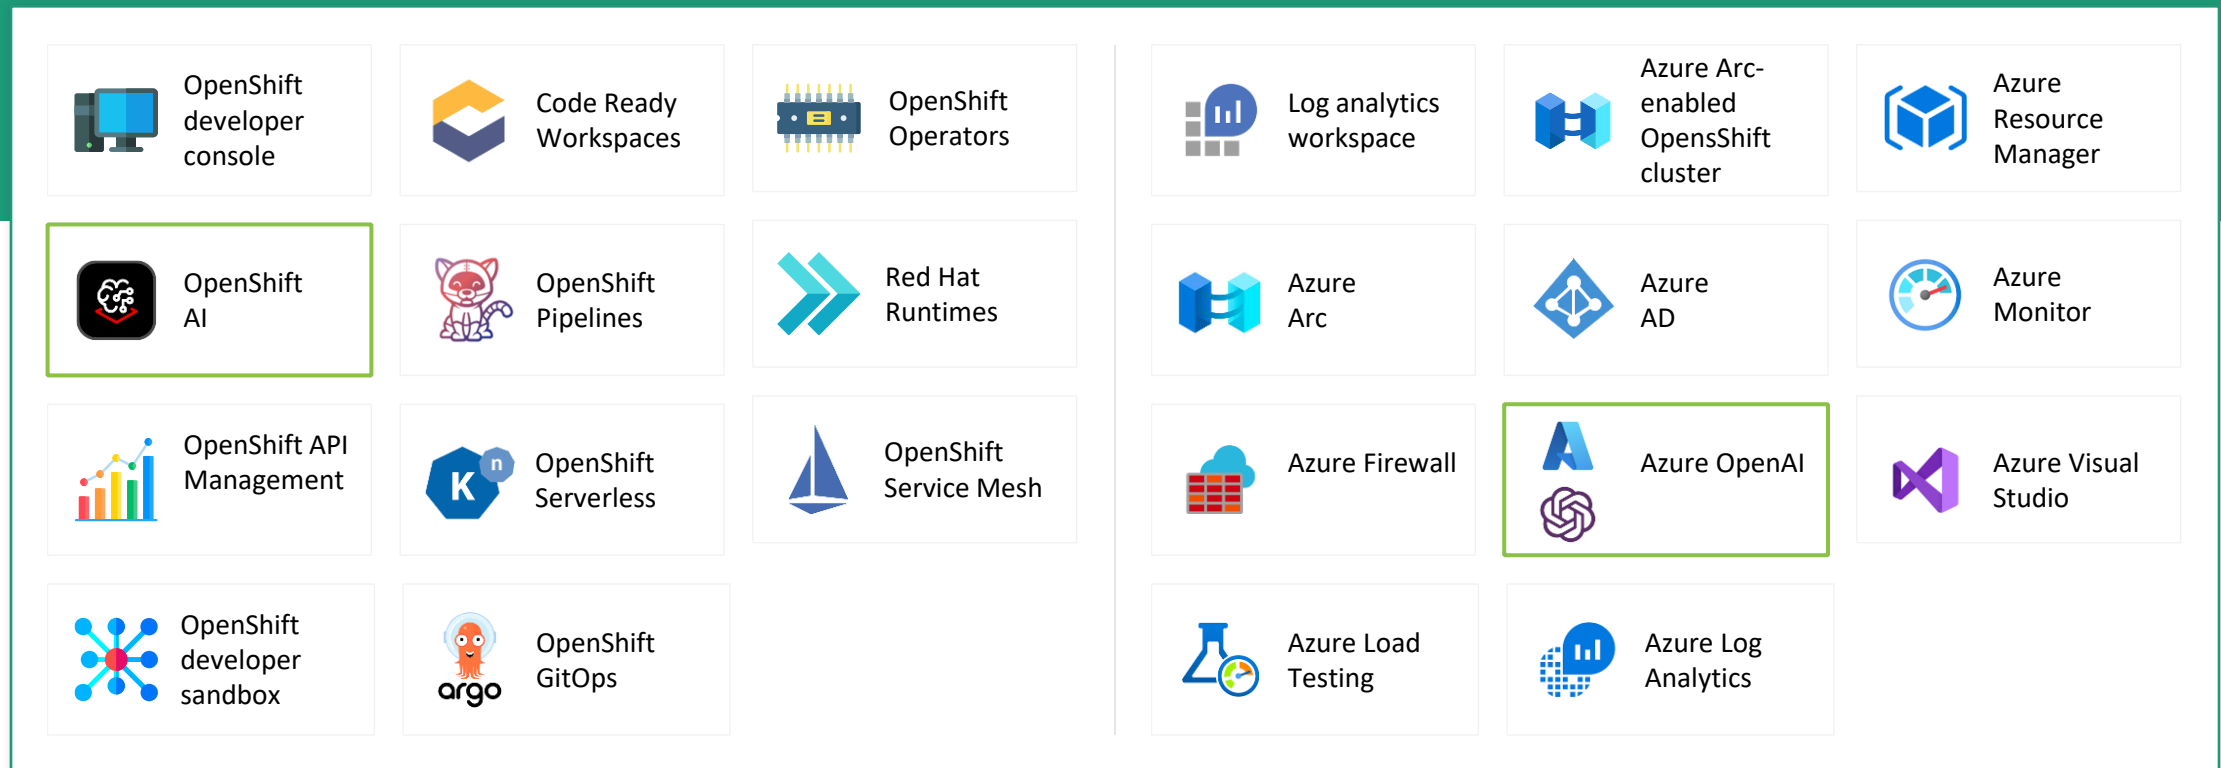 OpenShift
developer
console
Code Ready
Workspaces
OpenShift
Operators
Log analytics
workspace
Azure Arc-
enabled
OpensShift
cluster
Azure
Resource
Manager
OpenShift
AI
OpenShift
Pipelines
Red Hat
Runtimes
Azure
Arc
Azure
AD
Azure
Monitor
OpenShift API
Management
K
n
OpenShift
Serverless
OpenShift
Service Mesh
Azure Firewall
Azure OpenAI
Azure Visual
Studio
OpenShift
developer
sandbox
argo
OpenShift
GitOps
Azure Load
Testing
Azure Log
Analytics